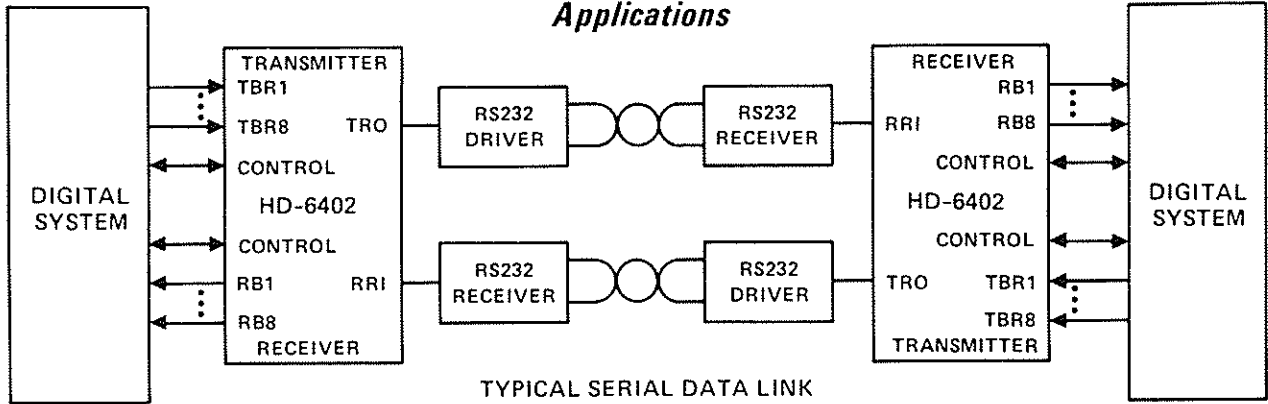 Applications
DIGITAL
SYSTEM
TRANSMITTER
TBR1
TBR8
TRO
CONTROL
HD-6402
CONTROL
RB1
RRI
RB8
RECEIVER
RS232
DRIVER
RS232
RECEIVER
RS232
RECEIVER
RS232
DRIVER
RECEIVER
RB1
RRI
RB8
CONTROL
HD-6402
CONTROL
TRO
TBR1
TBR8
TRANSMITTER
DIGITAL
SYSTEM
TYPICAL SERIAL DATA LINK